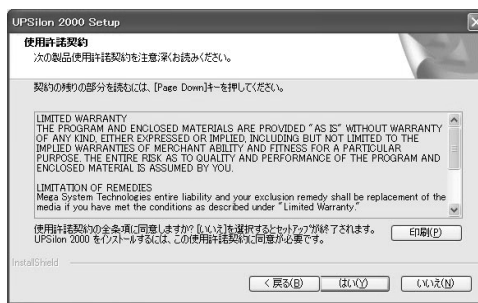 UPSilon 2000 Setup
使用許諾契約
次の製品使用許諾契約を注意深くお読みください。
契約の残りの部分を読むには、[Page Down]キーを押してください。
LIMITED WARRANTY
THE PROGRAM AND ENCLOSED MATERIALS ARE PROVIDED "AS IS" WITHOUT WARRANTY
OF ANY KIND, EITHER EXPRESSED OR IMPLIED, INCLUDING BUT NOT LIMITED TO THE
IMPLIED WARRANTIES OF MERCHANT ABILITY AND FITNESS FOR A PARTICULAR
PURPOSE. THE ENTIRE RISK AS TO QUALITY AND PERFORMANCE OF THE PROGRAM AND
ENCLOSED MATERIAL IS ASSUMED BY YOU.
LIMITATION OF REMEDIES
Mega System Technologies entire liability and your exclusion remedy shall be replacement of the
media if you have met the conditions as described under "Limited Warranty."
使用許諾契約の全条項に同意しますか? [いいえ]を選択するとセットアップが終了されます。
UPSilon 2000 をインストールするには、この使用許諾契約に同意が必要です。
印刷(P)
InstallShield
< 戻る(B)
はい(Y)
いいえ(N)